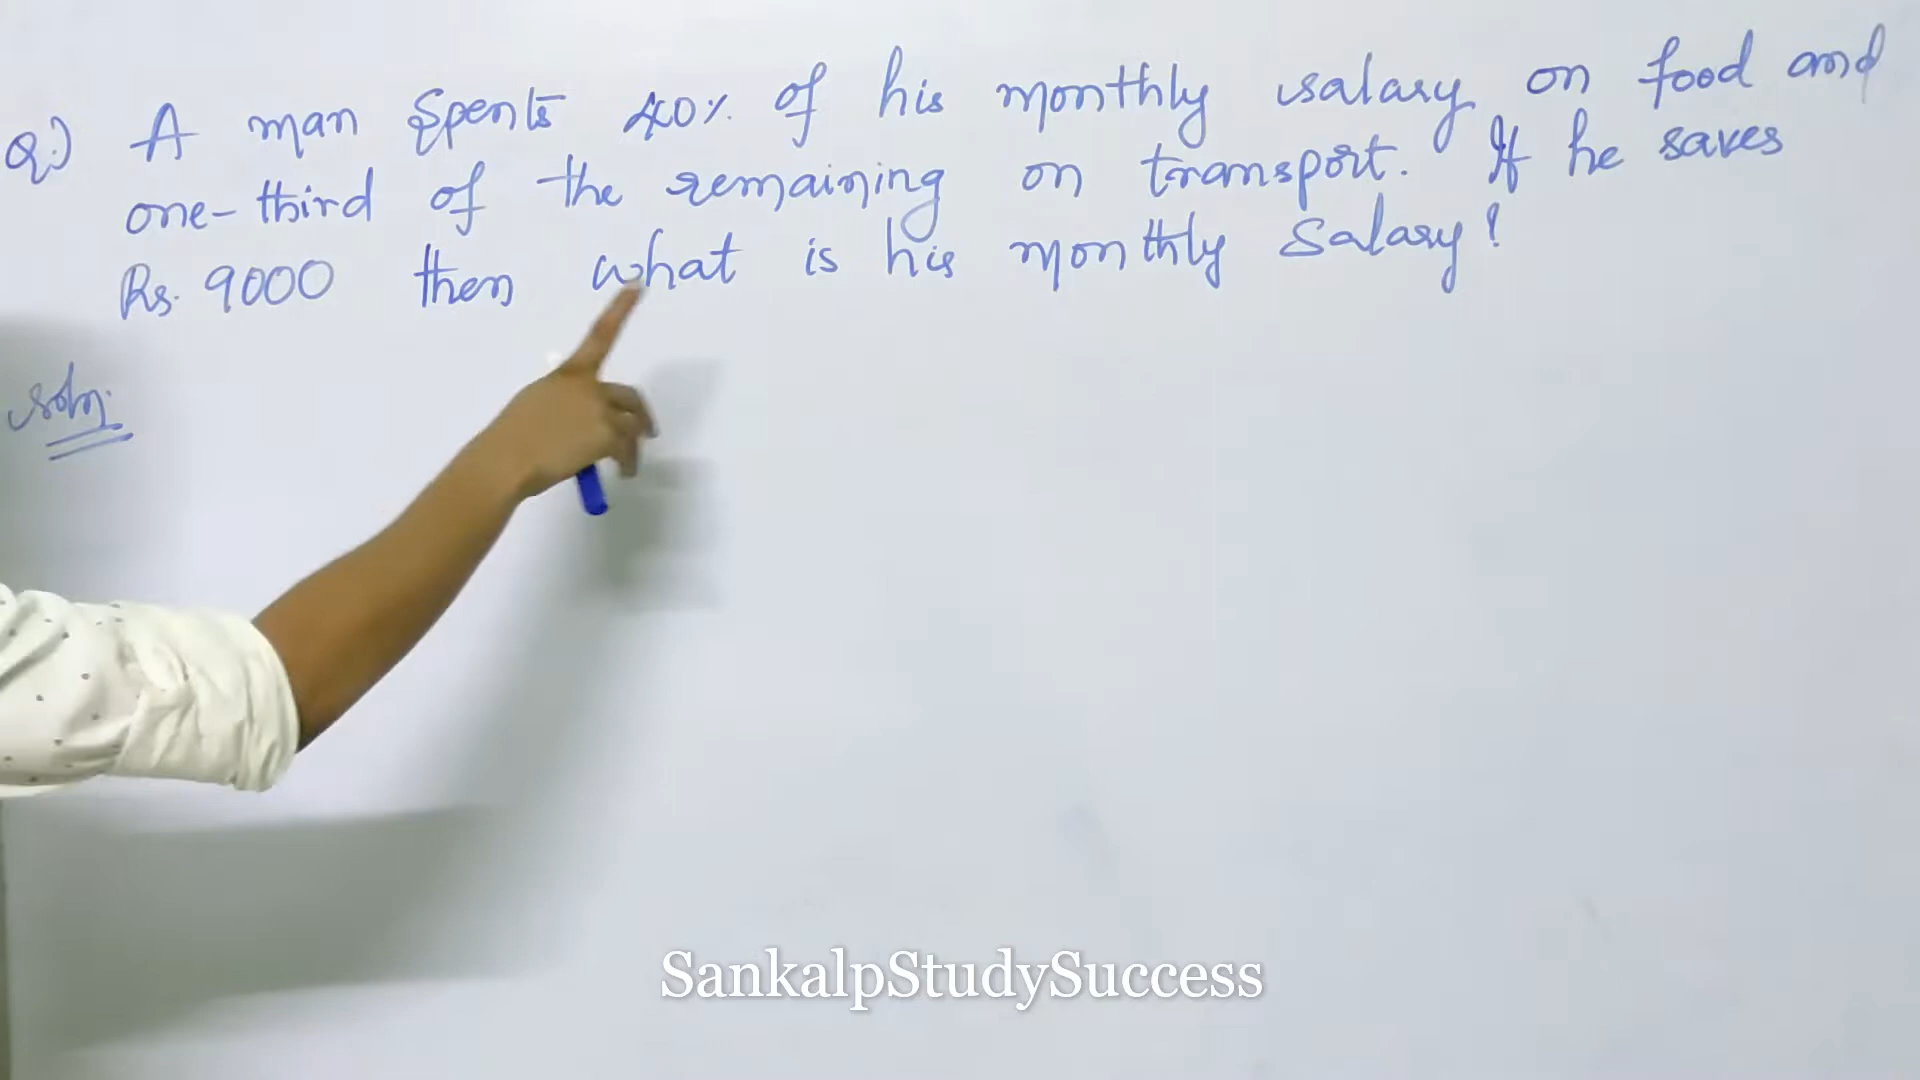 Q.) A man spents 40% of his monthly salary on food and
one-third of the remaining on transport. If he saves
Rs. 9000 then what is his monthly salary?
Soln.
SankalpStudySuccess